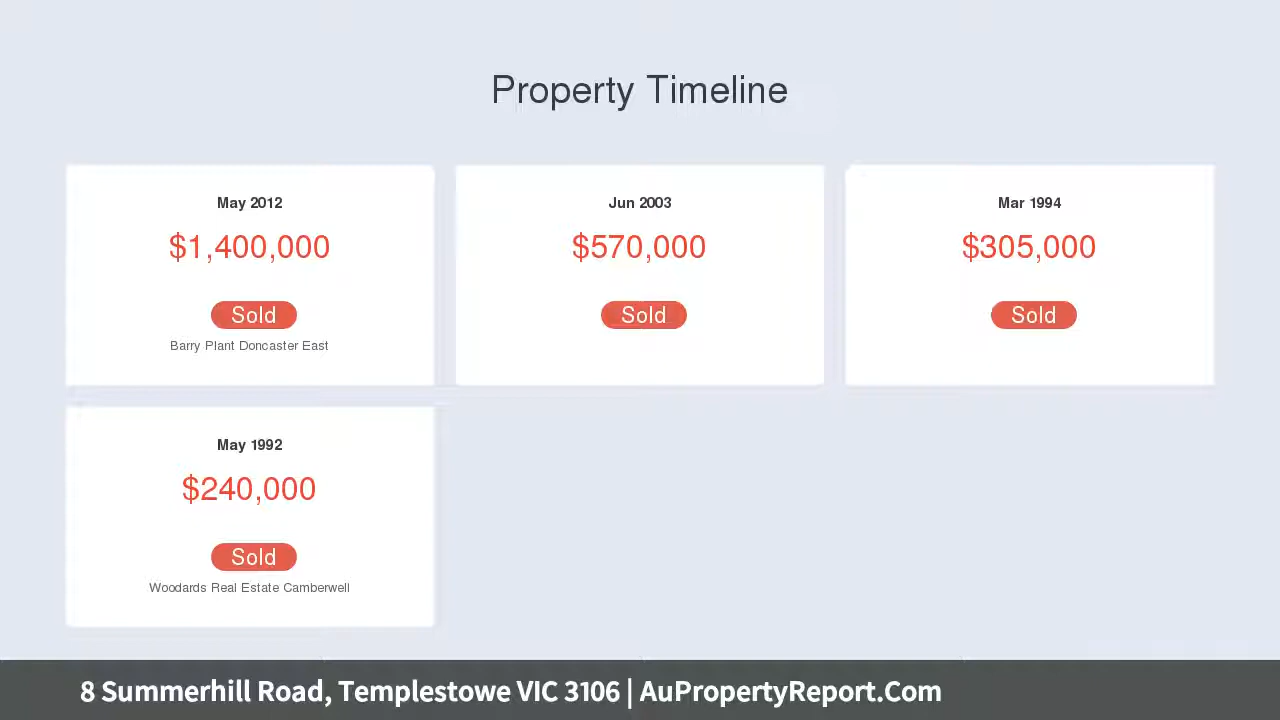 Property Timeline
May 2012
$1,400,000
Sold
Barry Plant Doncaster East
Jun 2003
$570,000
Sold
Mar 1994
$305,000
Sold
May 1992
$240,000
Sold
Woodards Real Estate Camberwell
8 Summerhill Road, Templestowe VIC 3106 | AuPropertyReport.Com